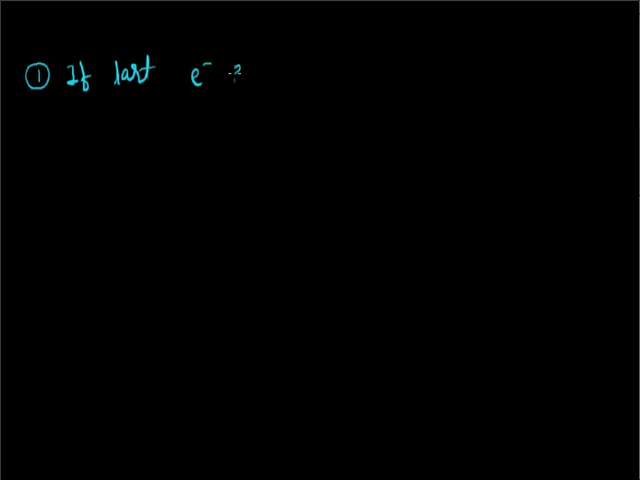 ① If last e⁻